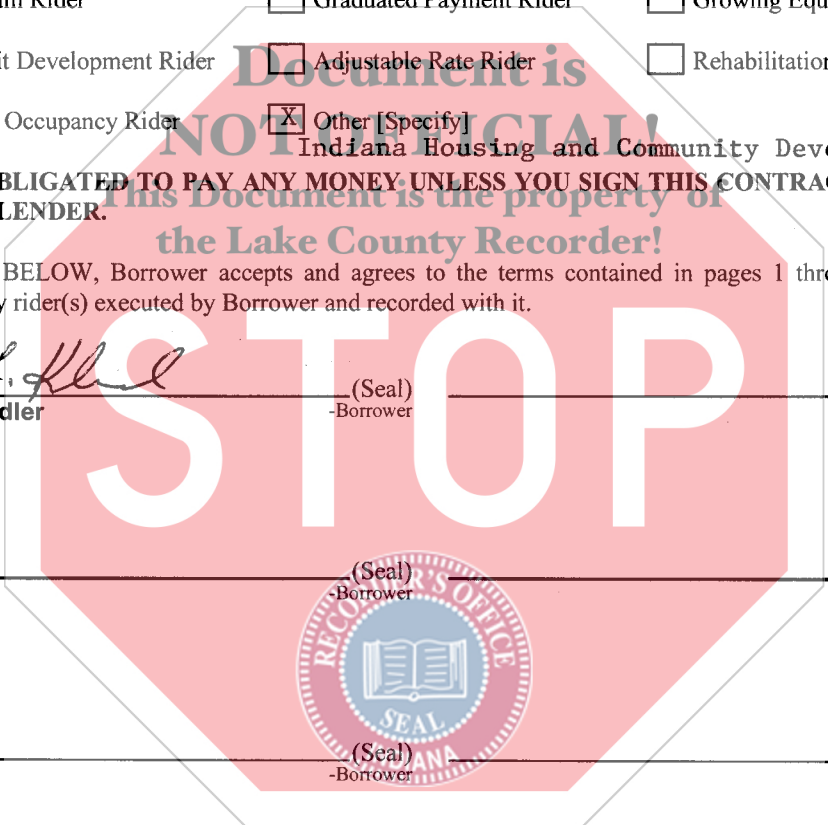 Graduated Payment Rider
it Development Rider Adjustable Rate Rider Rehabilitation
Occupancy Rider X Other [Specify]
Indiana Housing and Community Deve
BLIGATED TO PAY ANY MONEY UNLESS YOU SIGN THIS CONTRAC
LENDER.
Document is
NOT OFFICIAL!
This Document is the property of
the Lake County Recorder!
BELOW, Borrower accepts and agrees to the terms contained in pages 1 thr
y rider(s) executed by Borrower and recorded with it.
STOP
(Seal)
dler -Borrower
(Seal)
-Borrower
RECORDER'S OFFICE
SEAL
INDIANA
(Seal)
-Borrower